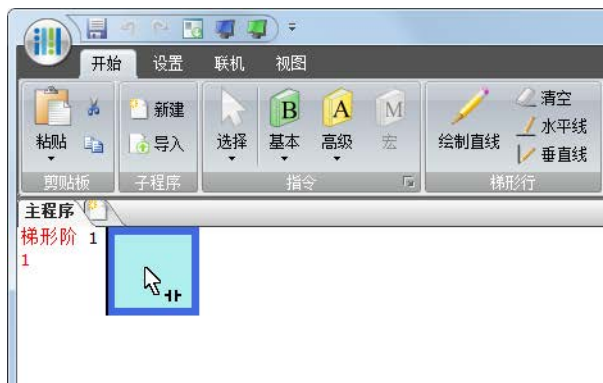 开始 设置 联机 视图
粘贴 新建 导入 选择 B 基本 A 高级 M 宏 绘制直线 清空 水平线 垂直线
剪贴板 子程序 指令 梯形行
主程序
梯形阶 1
1